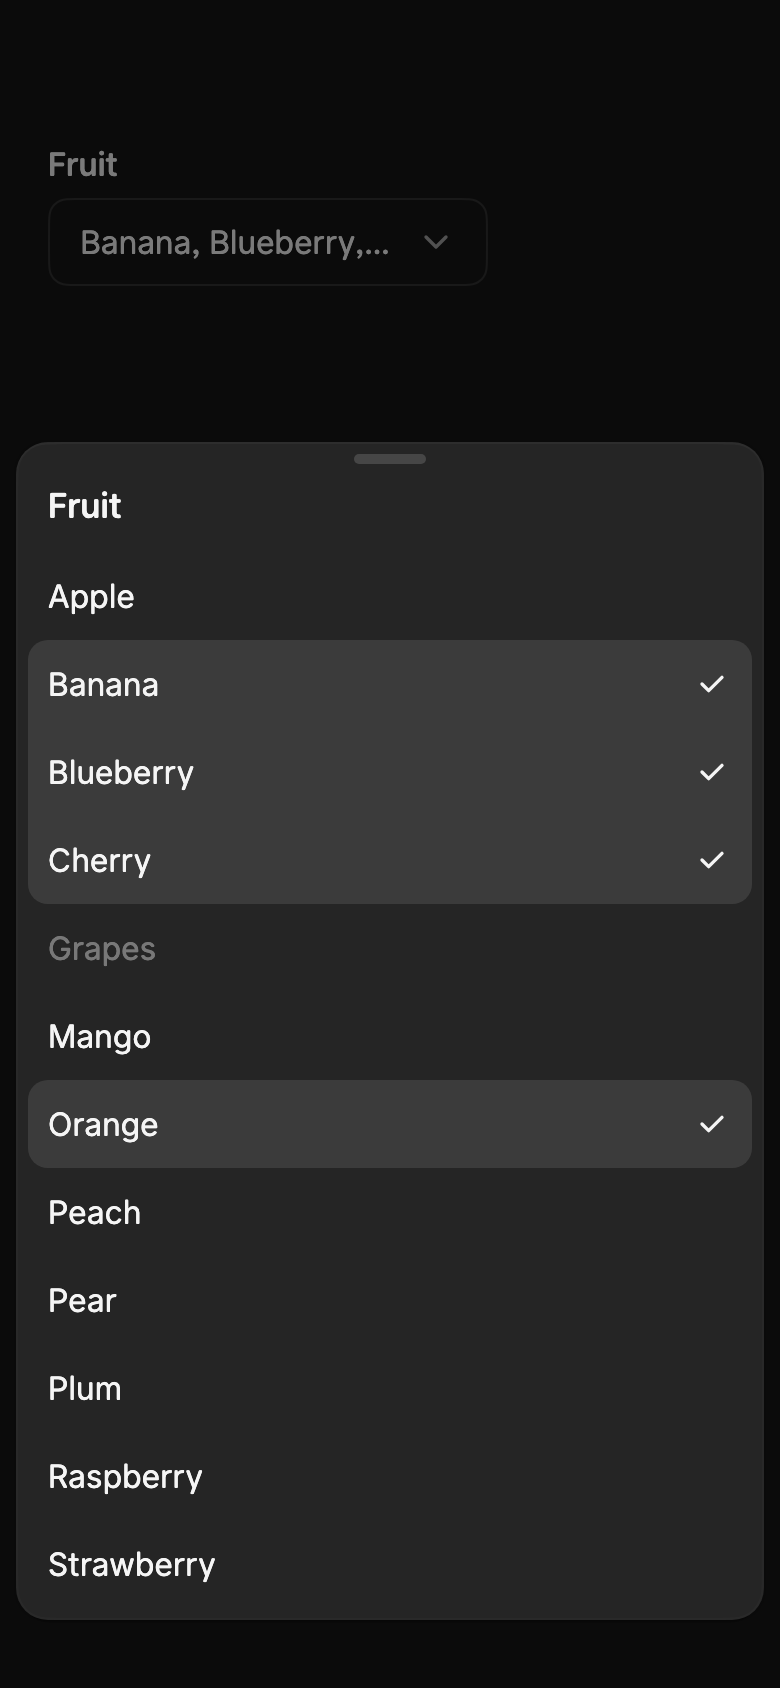 Fruit
Banana, Blueberry,...
Fruit
Apple
Banana
Blueberry
Cherry
Grapes
Mango
Orange
Peach
Pear
Plum
Raspberry
Strawberry